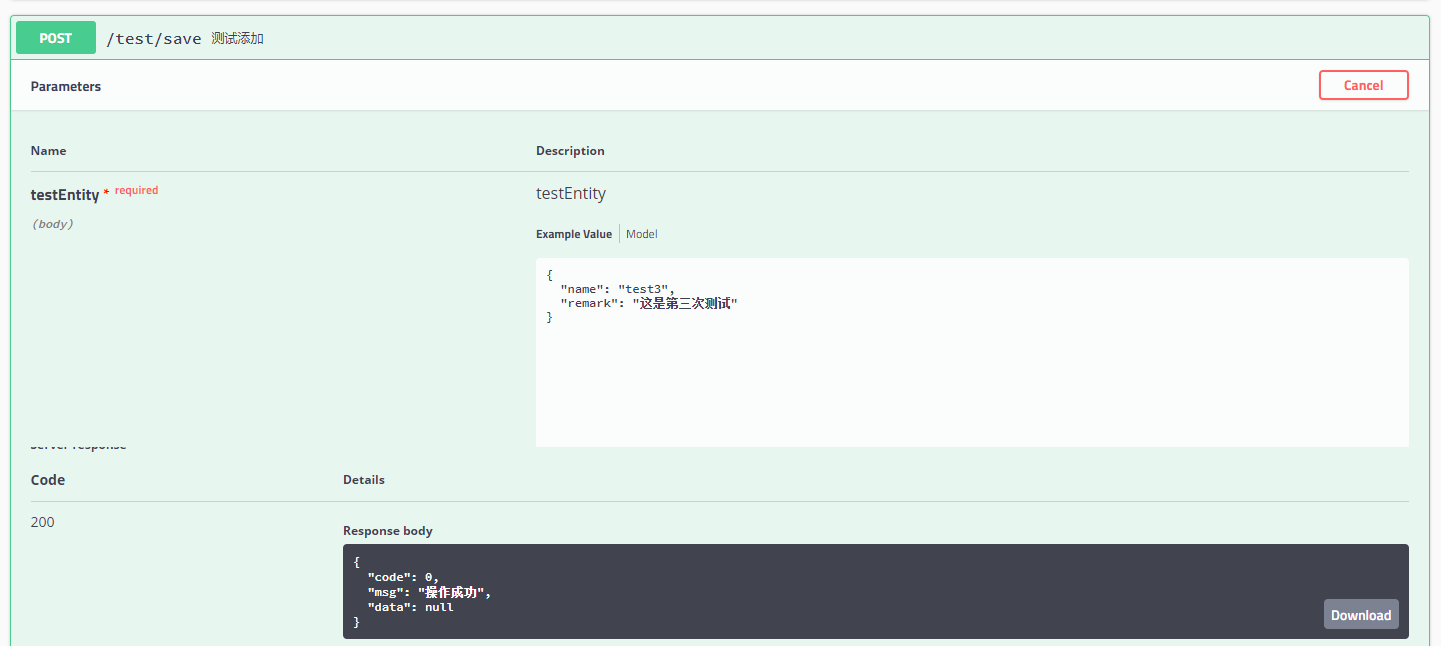 POST /test/save 测试添加
Parameters Cancel
Name Description
testEntity * required testEntity
(body)
Example Value Model
{
"name": "test3",
"remark": "这是第三次测试"
}
Server response
Code Details
200
Response body
{
"code": 0,
"msg": "操作成功",
"data": null
}
Download